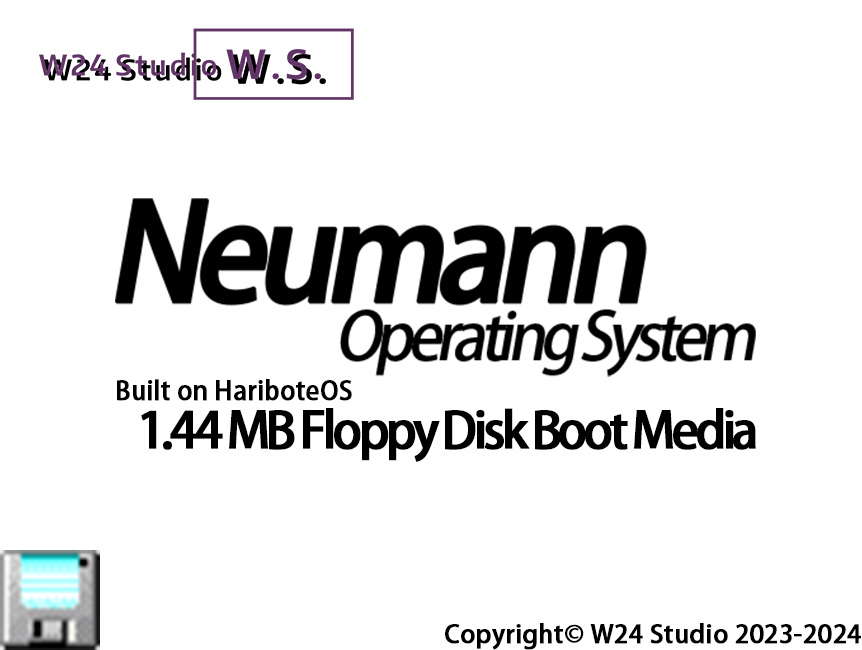 W24 Studio W.S.
Neumann
Operating System
Built on HariboteOS
1.44 MB Floppy Disk Boot Media
Copyright© W24 Studio 2023-2024